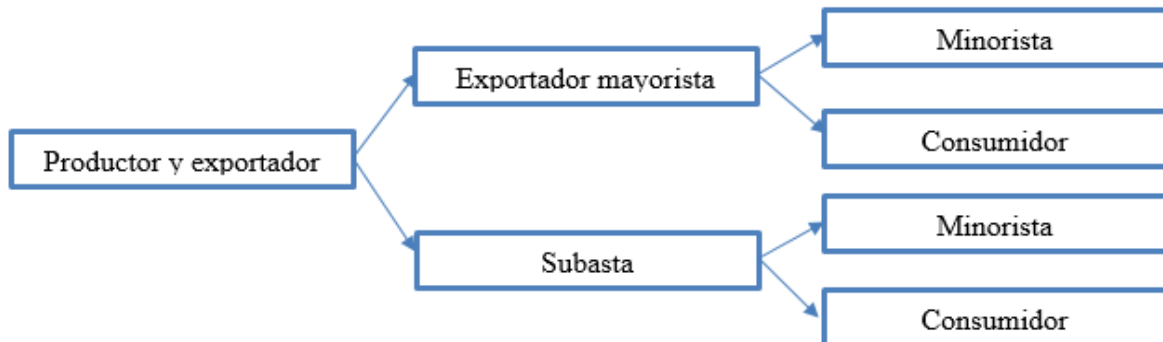 Minorista
Exportador mayorista
Consumidor
Productor y exportador
Minorista
Subasta
Consumidor